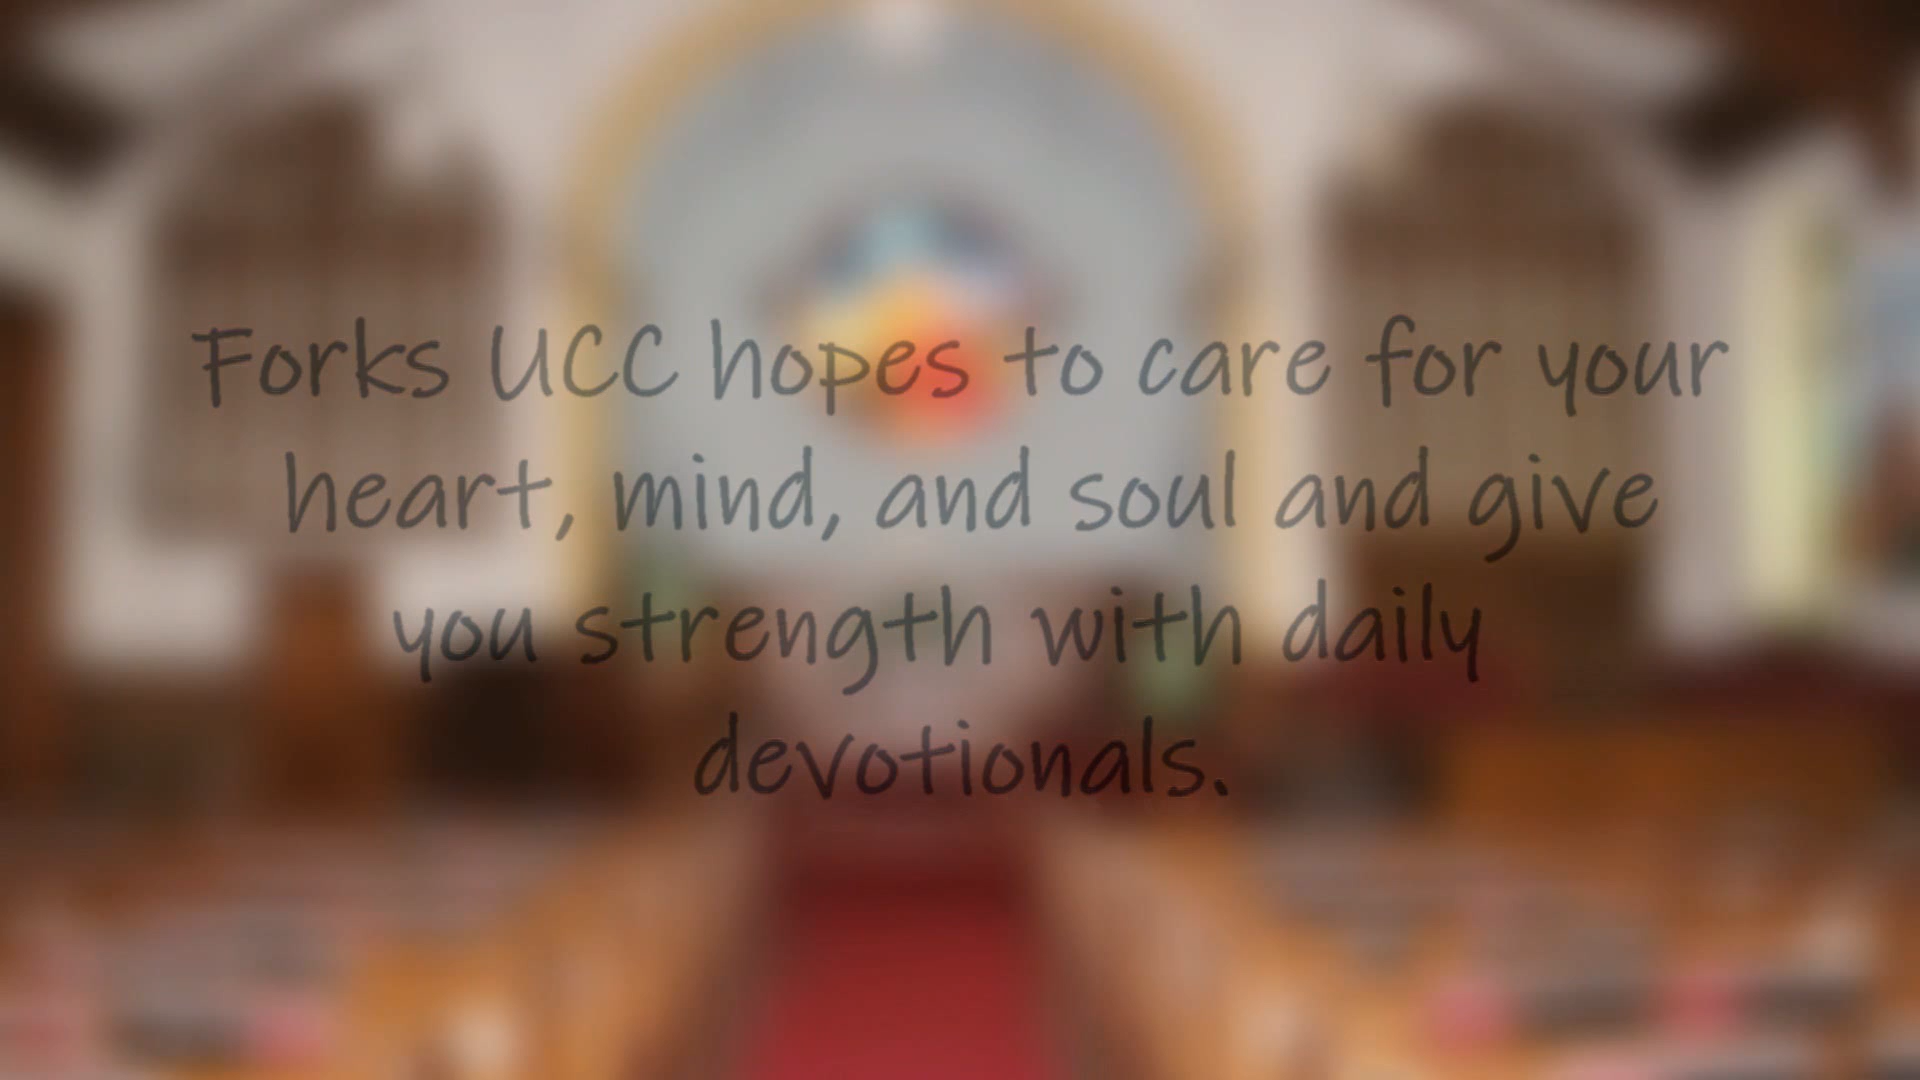 Forks UCC hopes to care for your
heart, mind, and soul and give
you strength with daily
devotionals.